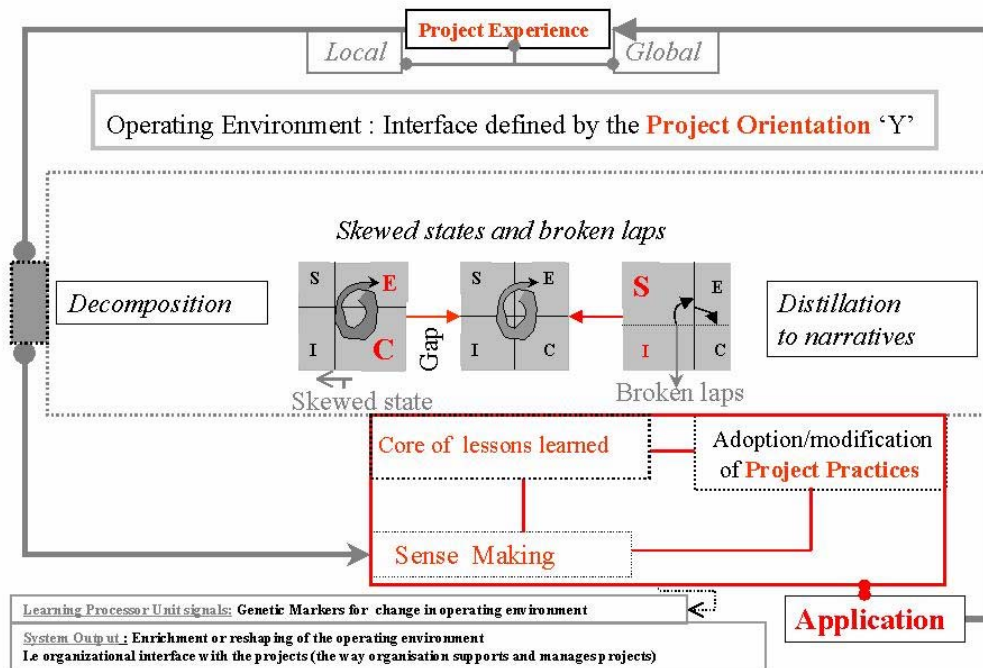 Project Experience
Local
Global
Operating Environment : Interface defined by the Project Orientation ‘Y’
Skewed states and broken laps
Decomposition
S
E
I
C
Gap
S
E
I
C
S
E
I
C
Distillation
to narratives
Skewed state
Broken laps
Core of lessons learned
Adoption/modification
of Project Practices
Sense Making
Learning Processor Unit signals: Genetic Markers for change in operating environment
Application
System Output : Enrichment or reshaping of the operating environment
I.e organizational interface with the projects (the way organisation supports and manages projects)